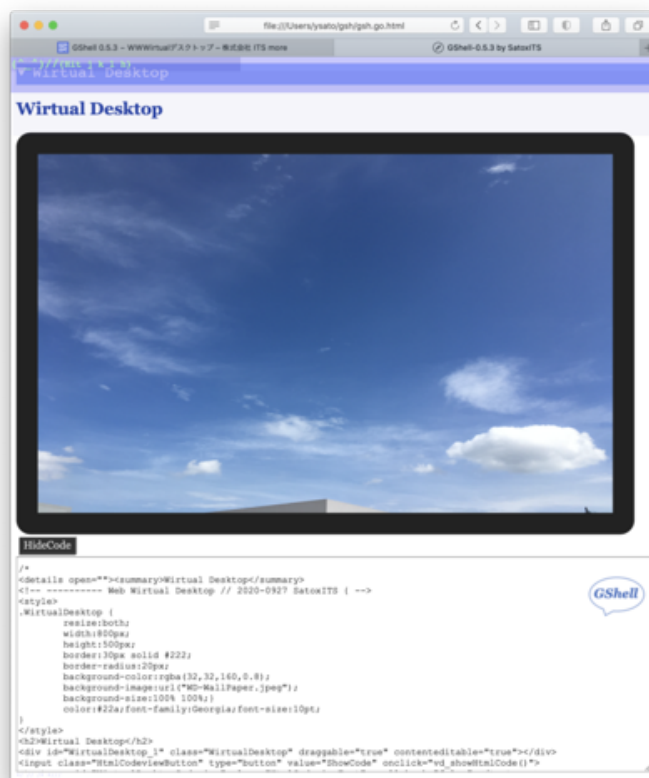 file:///Users/ysato/gsh/gsh.go.html
GShell 0.5.3 – WWWirtualデスクトップ – 株式会社 ITS more
GShell-0.5.3 by SatoxITS
▼ Wirtual Desktop
Wirtual Desktop
HideCode
/*
<details open=""><summary>Wirtual Desktop</summary>
<!-- ---------- Web Wirtual Desktop // 2020-0927 SatoxITS { -->
<style>
.WirtualDesktop {
resize:both;
width:800px;
height:500px;
border:30px solid #222;
border-radius:20px;
background-color:rgba(32,32,160,0.8);
background-image:url("WD-WallPaper.jpeg");
background-size:100% 100%;}
color:#22a;font-family:Georgia;font-size:10pt;
}
</style>
<h2>Wirtual Desktop</h2>
<div id="WirtualDesktop_1" class="WirtualDesktop" draggable="true" contenteditable="true"></div>
<input class="HtmlCodeviewButton" type="button" value="ShowCode" onclick="vd_showHtmlCode()">
GShell